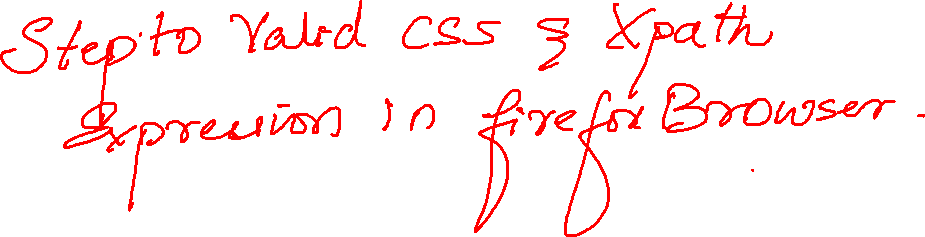 Step to Valid CSS & Xpath
Expression in firefox Browser.